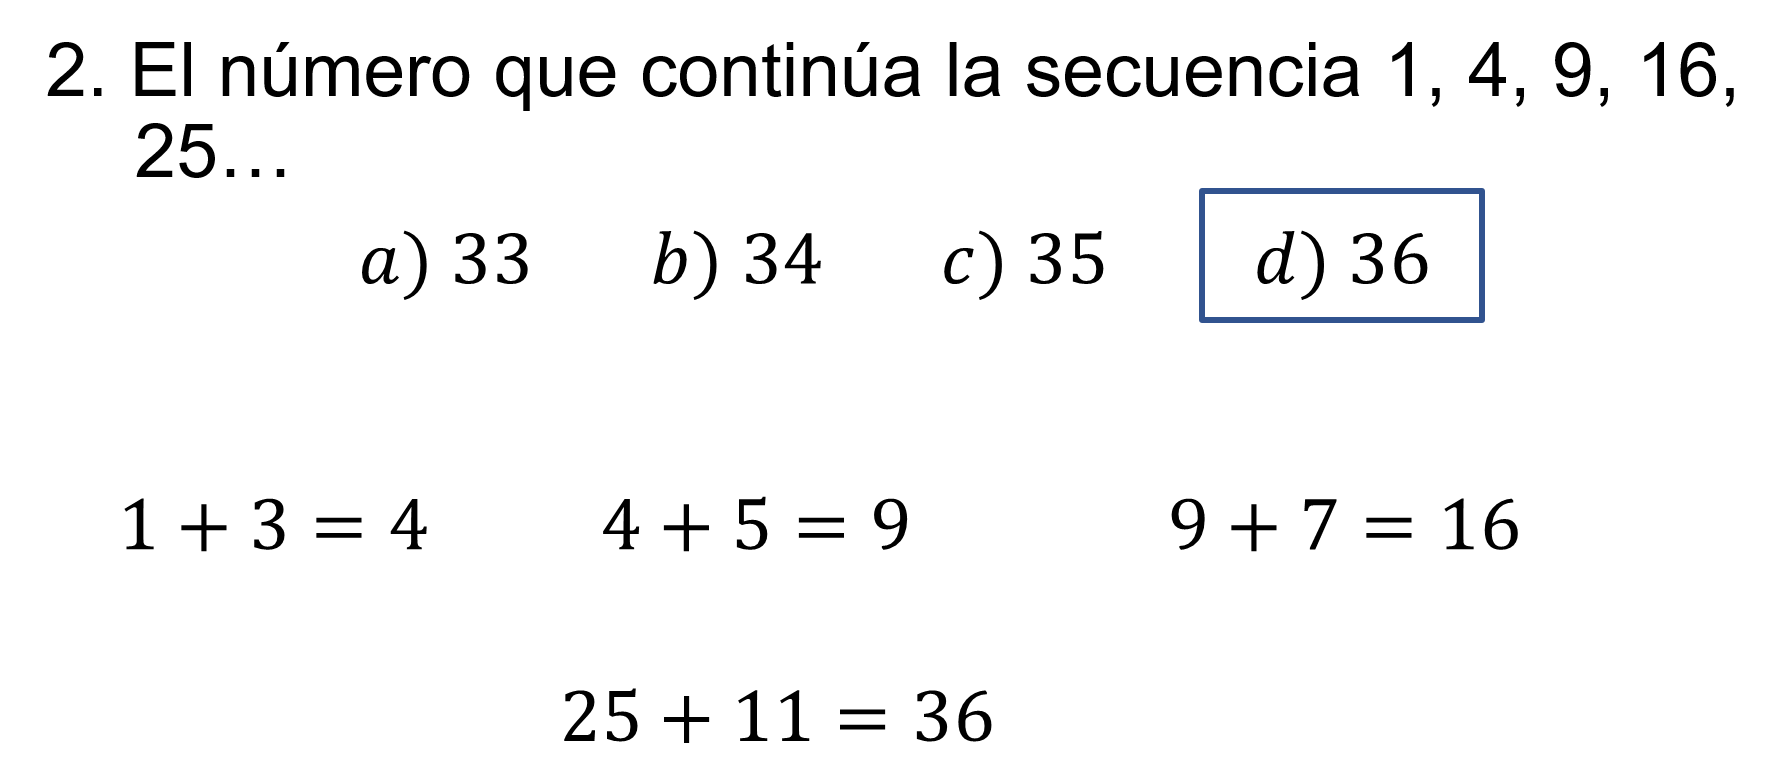 2. El número que continúa la secuencia 1, 4, 9, 16,
25…
a) 33 b) 34 c) 35 d) 36
1 + 3 = 4 4 + 5 = 9 9 + 7 = 16
25 + 11 = 36